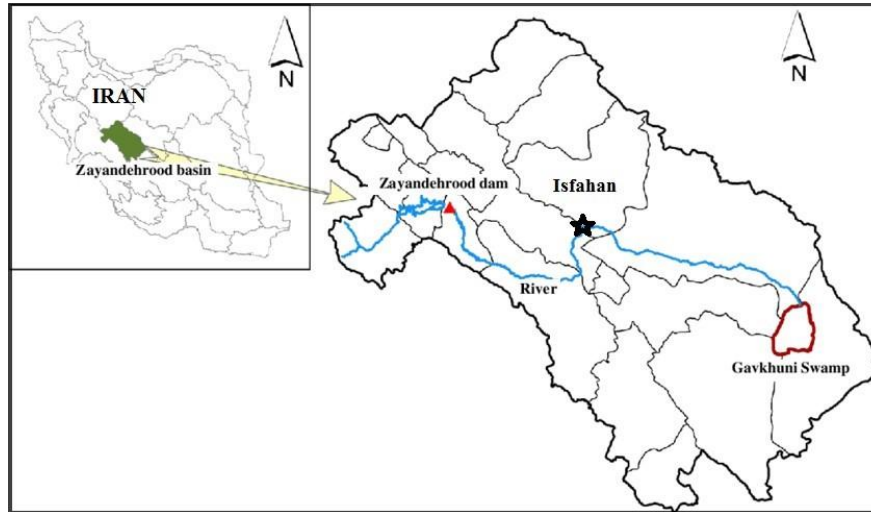 N
IRAN
Zayandehrood basin
N
Zayandehrood dam
Isfahan
River
Gavkhuni Swamp